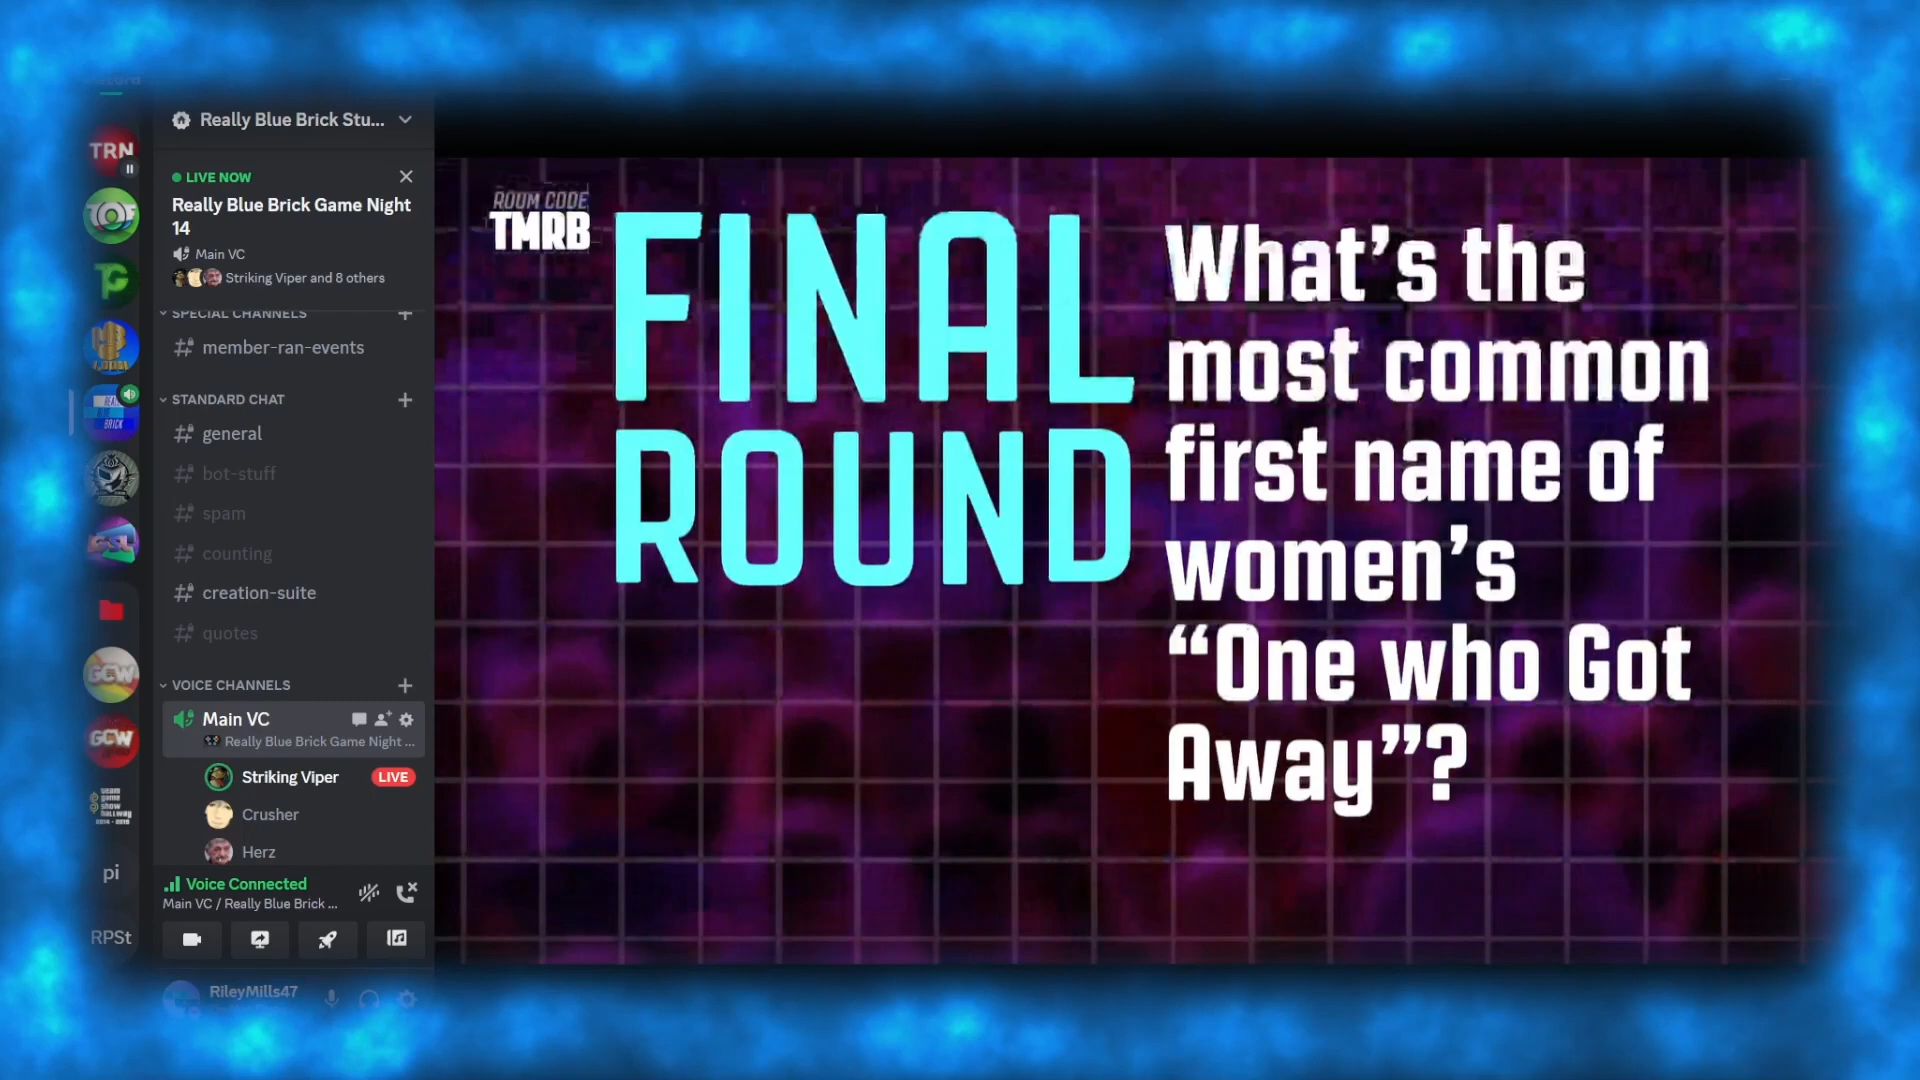 TRN
Really Blue Brick Stu...
LIVE NOW
Really Blue Brick Game Night
14
Main VC
Striking Viper and 8 others
SPECIAL CHANNELS
member-ran-events
STANDARD CHAT
general
bot-stuff
spam
counting
creation-suite
quotes
VOICE CHANNELS
Main VC
Really Blue Brick Game Night ...
Striking Viper
LIVE
Crusher
Herz
Voice Connected
Main VC / Really Blue Brick ...
RileyMills47
BRICK
GCW
GCW
pi
RPSt
ROOM CODE
TMRB
FINAL
ROUND
What's the
most common
first name of
women's
“One who Got
Away”?